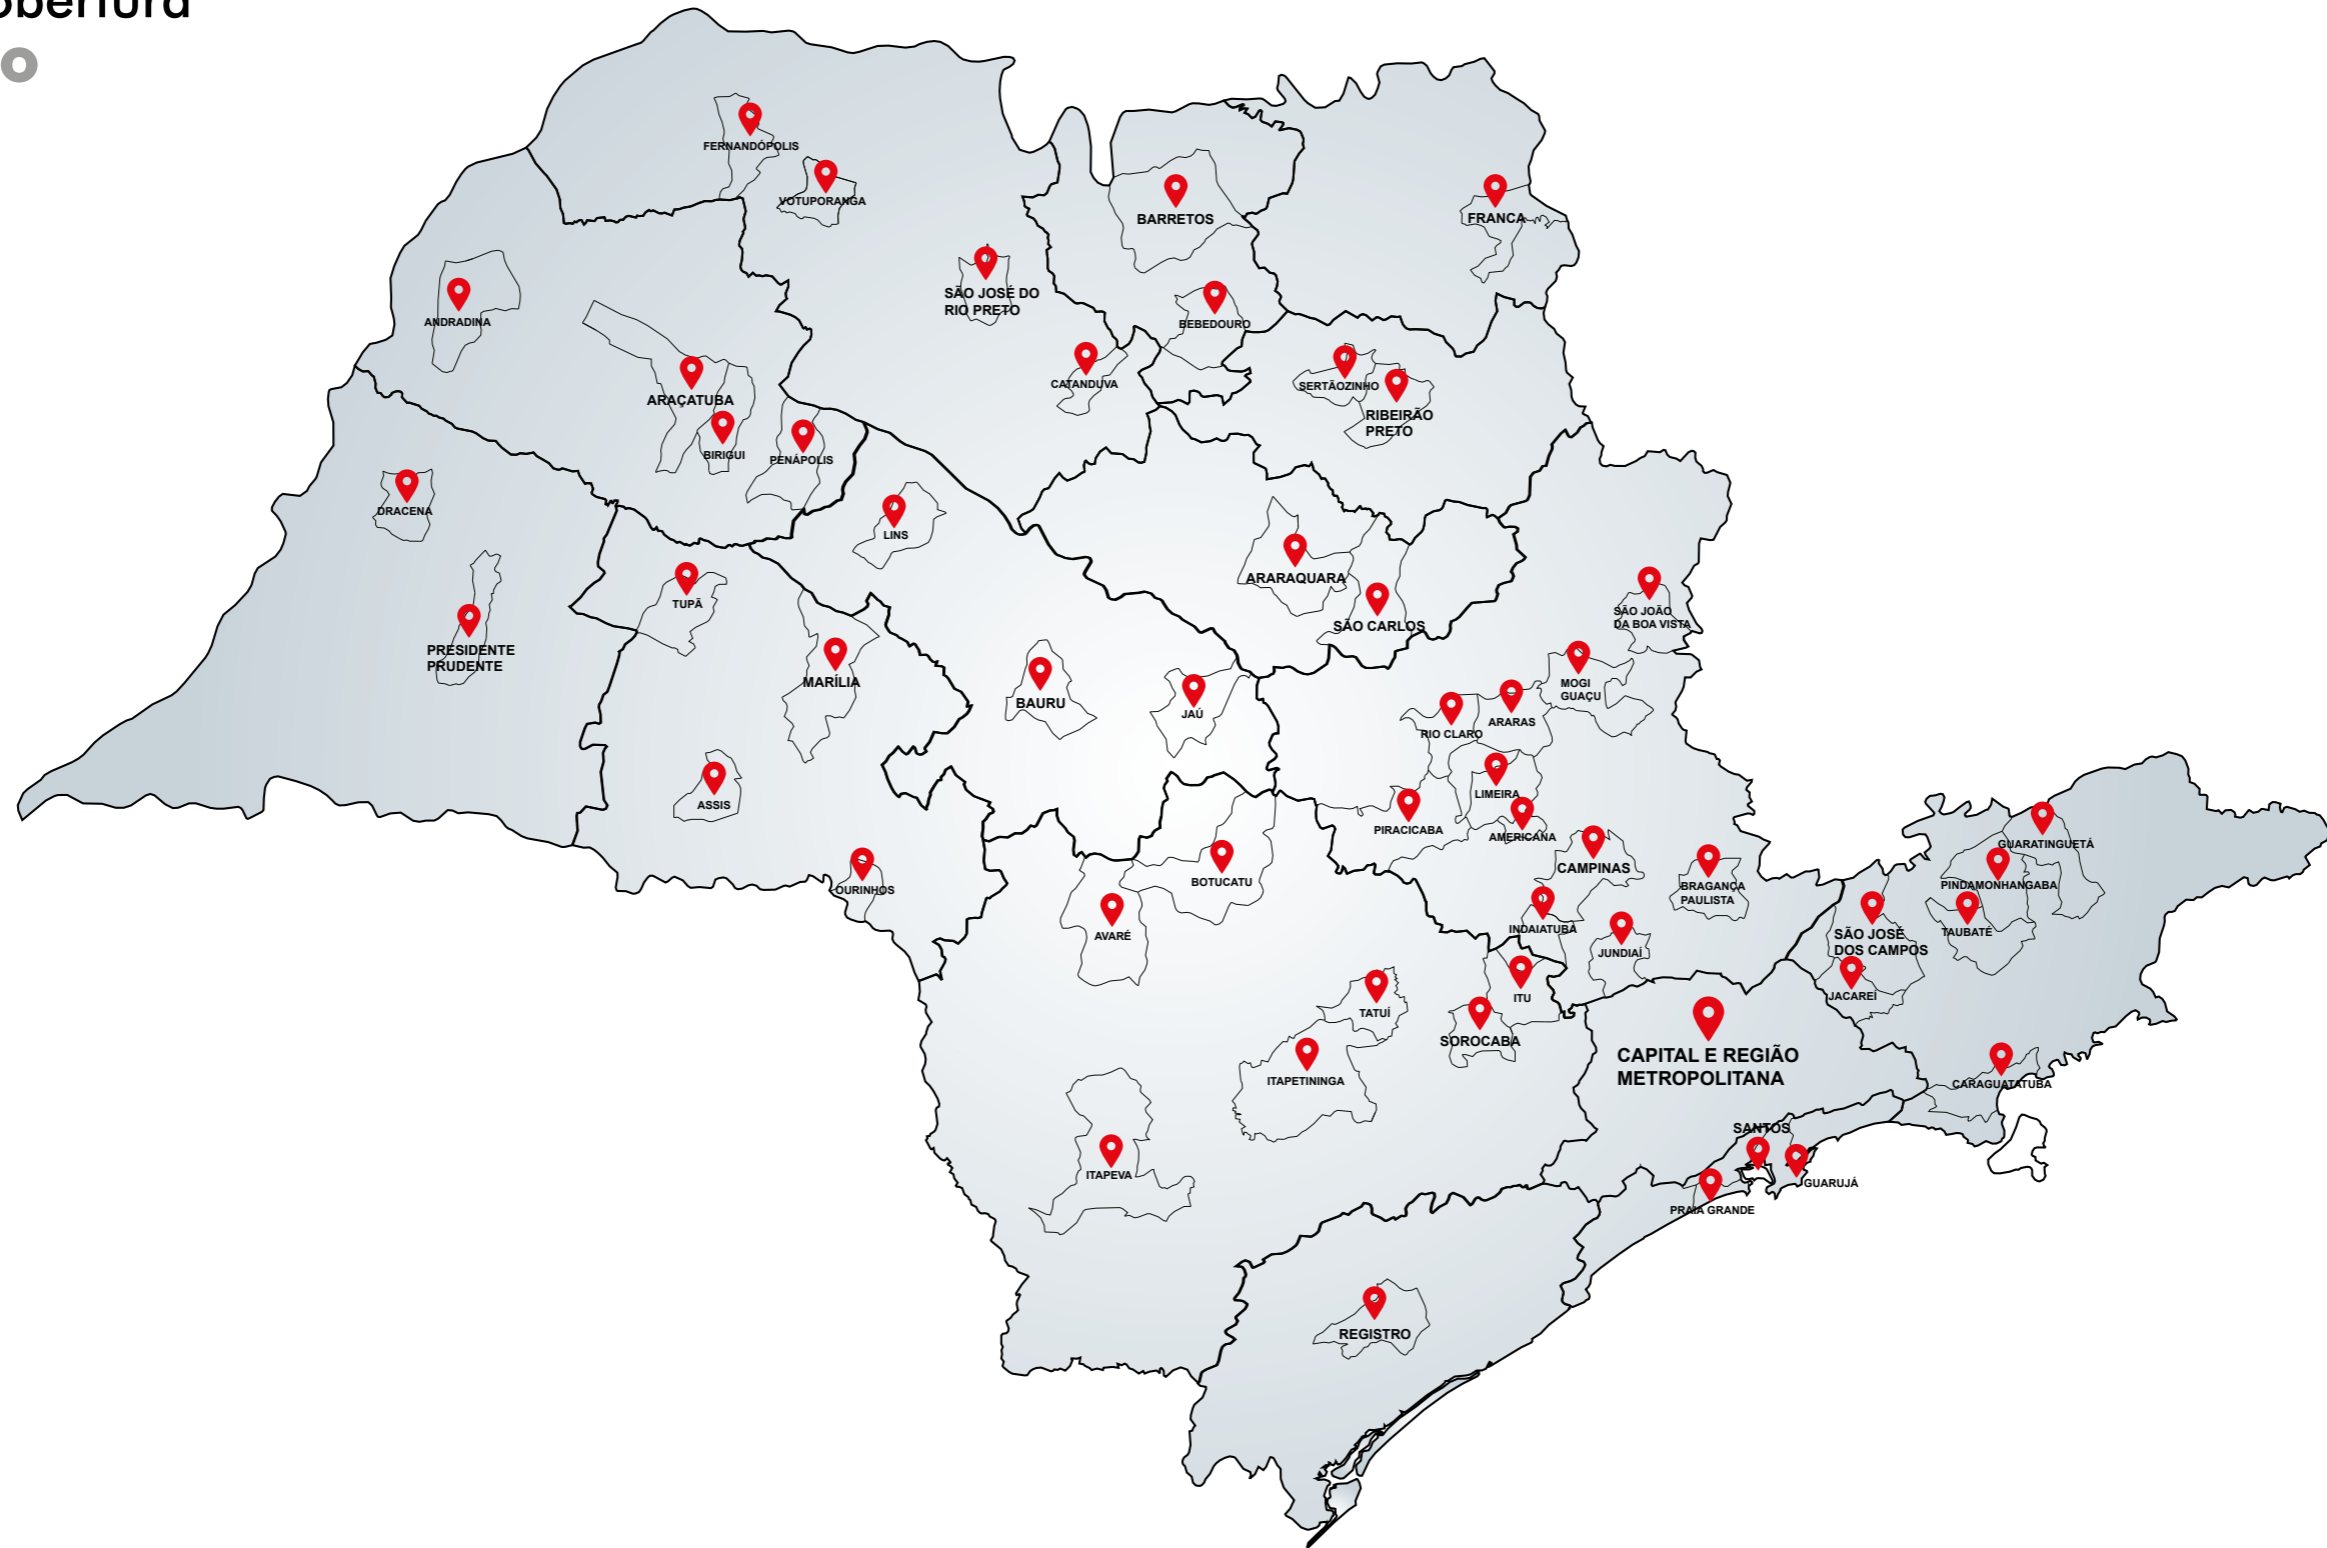 obertura
FERNANDÓPOLIS
VOTUPORANGA
BARRETOS
FRANCA
SÃO JOSÉ DO
RIO PRETO
ANDRADINA
BEBEDOURO
CATANDUVA
SERTÃOZINHO
ARAÇATUBA
RIBEIRÃO
PRETO
BIRIGUI
PENÁPOLIS
DRACENA
LINS
ARARAQUARA
TUPÃ
SÃO JOÃO
DA BOA VISTA
SÃO CARLOS
PRESIDENTE
PRUDENTE
MARÍLIA
MOGI
GUAÇU
BAURU
JAÚ
ARARAS
RIO CLARO
LIMEIRA
ASSIS
PIRACICABA
AMERICANA
GUARATINGUETÁ
CAMPINAS
BOTUCATU
OURINHOS
BRAGANÇA
PAULISTA
PINDAMONHANGABA
INDAIATUBA
TAUBATÉ
AVARÉ
SÃO JOSÉ
DOS CAMPOS
JUNDIAÍ
JACAREÍ
ITU
TATUÍ
SOROCABA
CAPITAL E REGIÃO
METROPOLITANA
ITAPETININGA
CARAGUATATUBA
SANTOS
ITAPEVA
GUARUJÁ
PRAIA GRANDE
REGISTRO